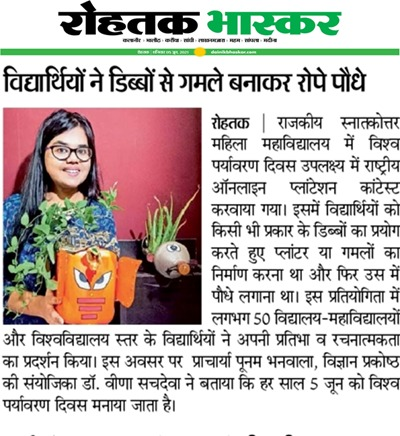 रोहतक भास्कर
विद्यार्थियों ने डिब्बों से गमले बनाकर रोपे पौधे
रोहतक | राजकीय स्नातकोत्तर
महिला महाविद्यालय में विश्व
पर्यावरण दिवस उपलक्ष्य में राष्ट्रीय
ऑनलाइन प्लांटेशन कांटेस्ट
करवाया गया। इसमें विद्यार्थियों को
किसी भी प्रकार के डिब्बों का प्रयोग
करते हुए प्लांटर या गमलों का
निर्माण करना था और फिर उस में
पौधे लगाना था। इस प्रतियोगिता में
लगभग 50 विद्यालय-महाविद्यालयों
और विश्वविद्यालय स्तर के विद्यार्थियों ने अपनी प्रतिभा व रचनात्मकता
का प्रदर्शन किया। इस अवसर पर प्राचार्या पूनम भनवाला, विज्ञान प्रकोष्ठ
की संयोजिका डॉ. वीणा सचदेवा ने बताया कि हर साल 5 जून को विश्व
पर्यावरण दिवस मनाया जाता है।